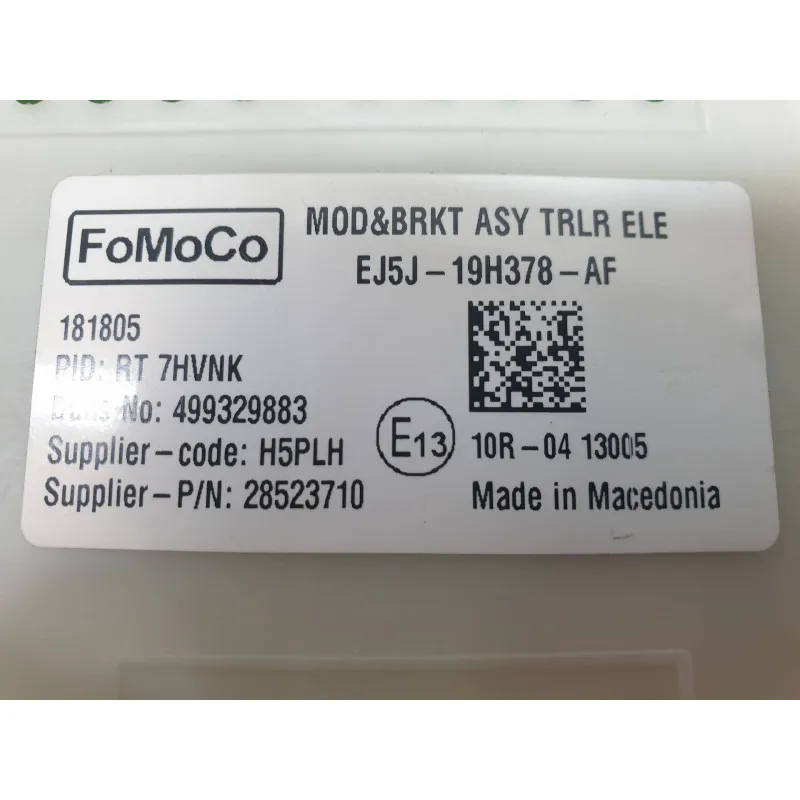 FoMoCo
MOD&BRKT ASY TRLR ELE
EJ5J-19H378-AF
181805
PID: RT 7HVNK
Duns No: 499329883
Supplier-code: H5PLH
Supplier-P/N: 28523710
E13
10R-04 13005
Made in Macedonia